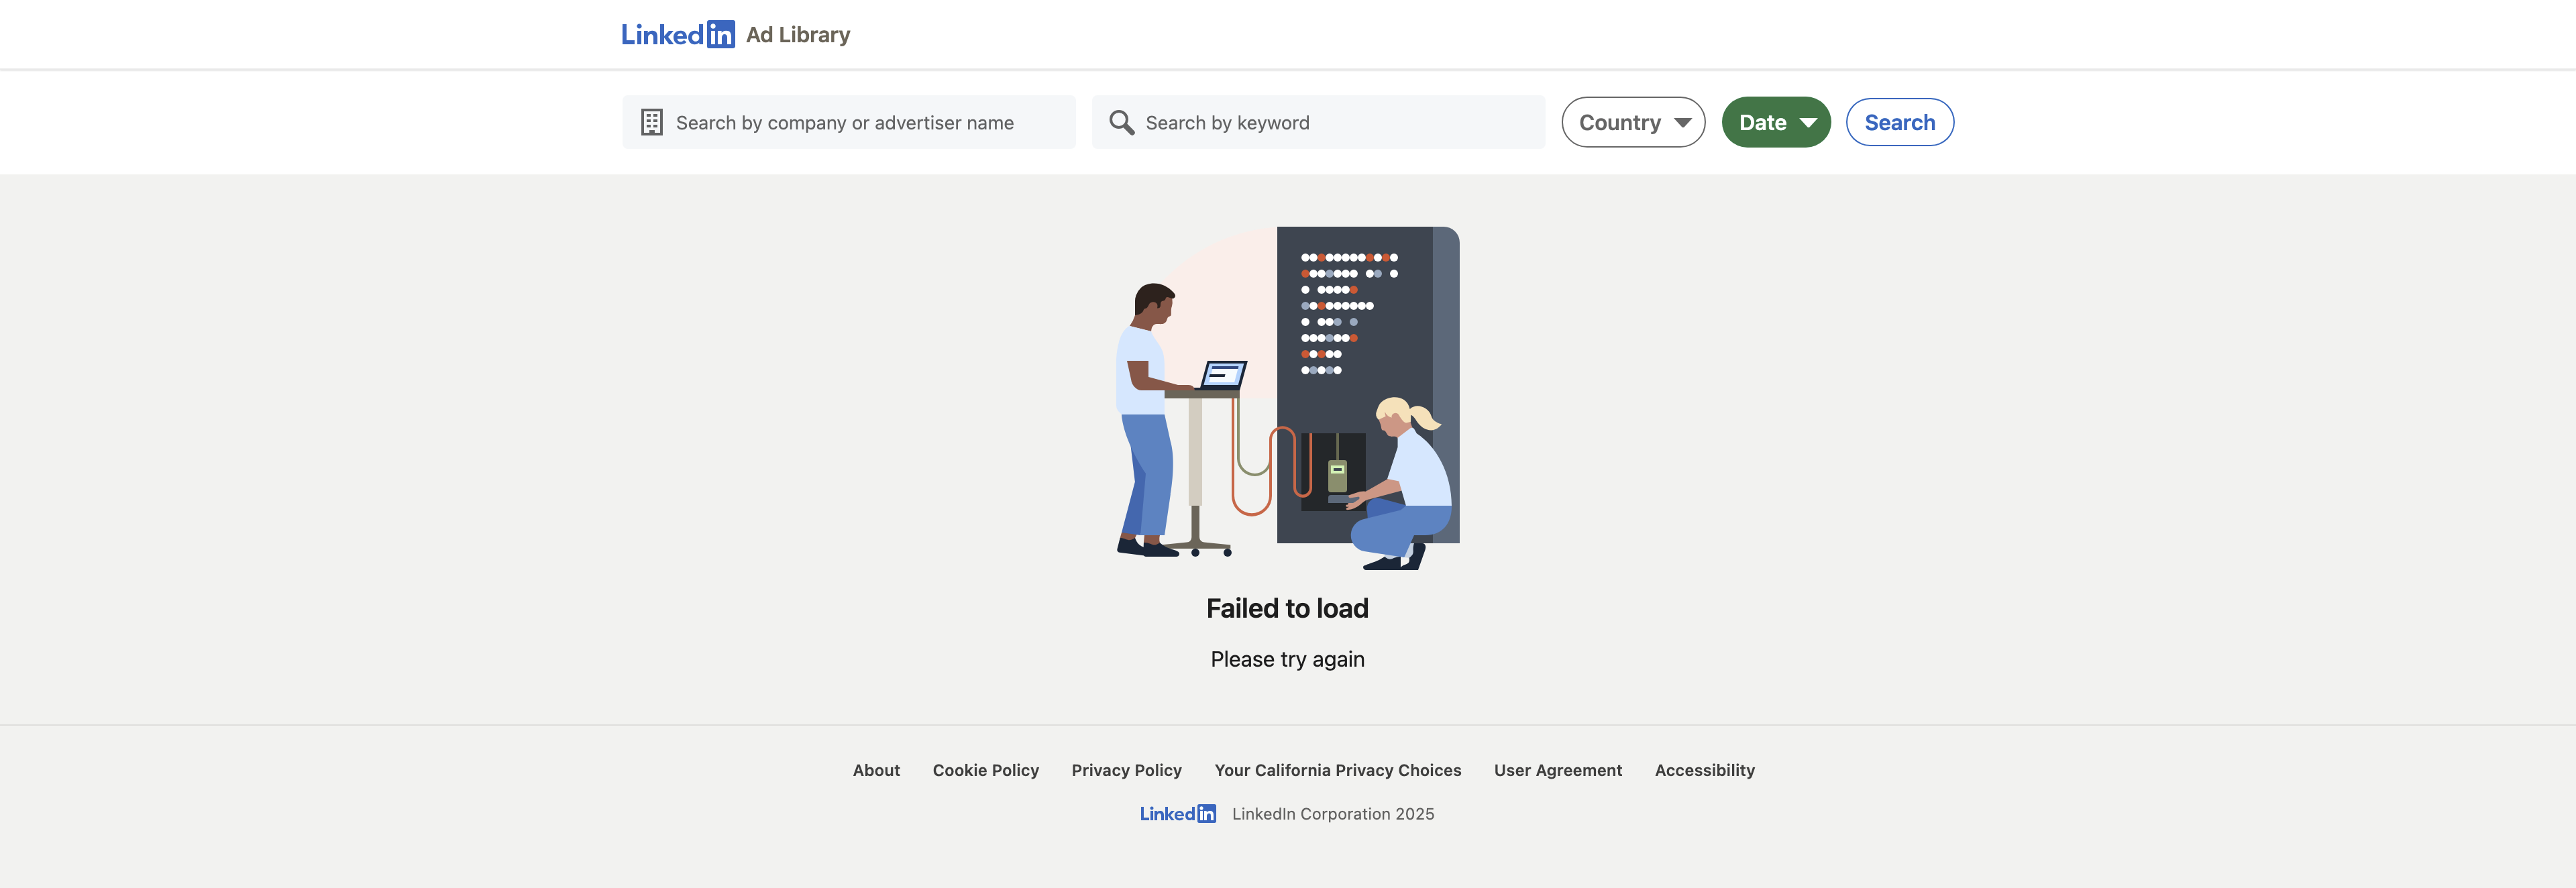 Linkedin Ad Library
Search by company or advertiser name
Search by keyword
Country
Date
Search
Failed to load
Please try again
About Cookie Policy Privacy Policy Your California Privacy Choices User Agreement Accessibility
Linkedin LinkedIn Corporation 2025